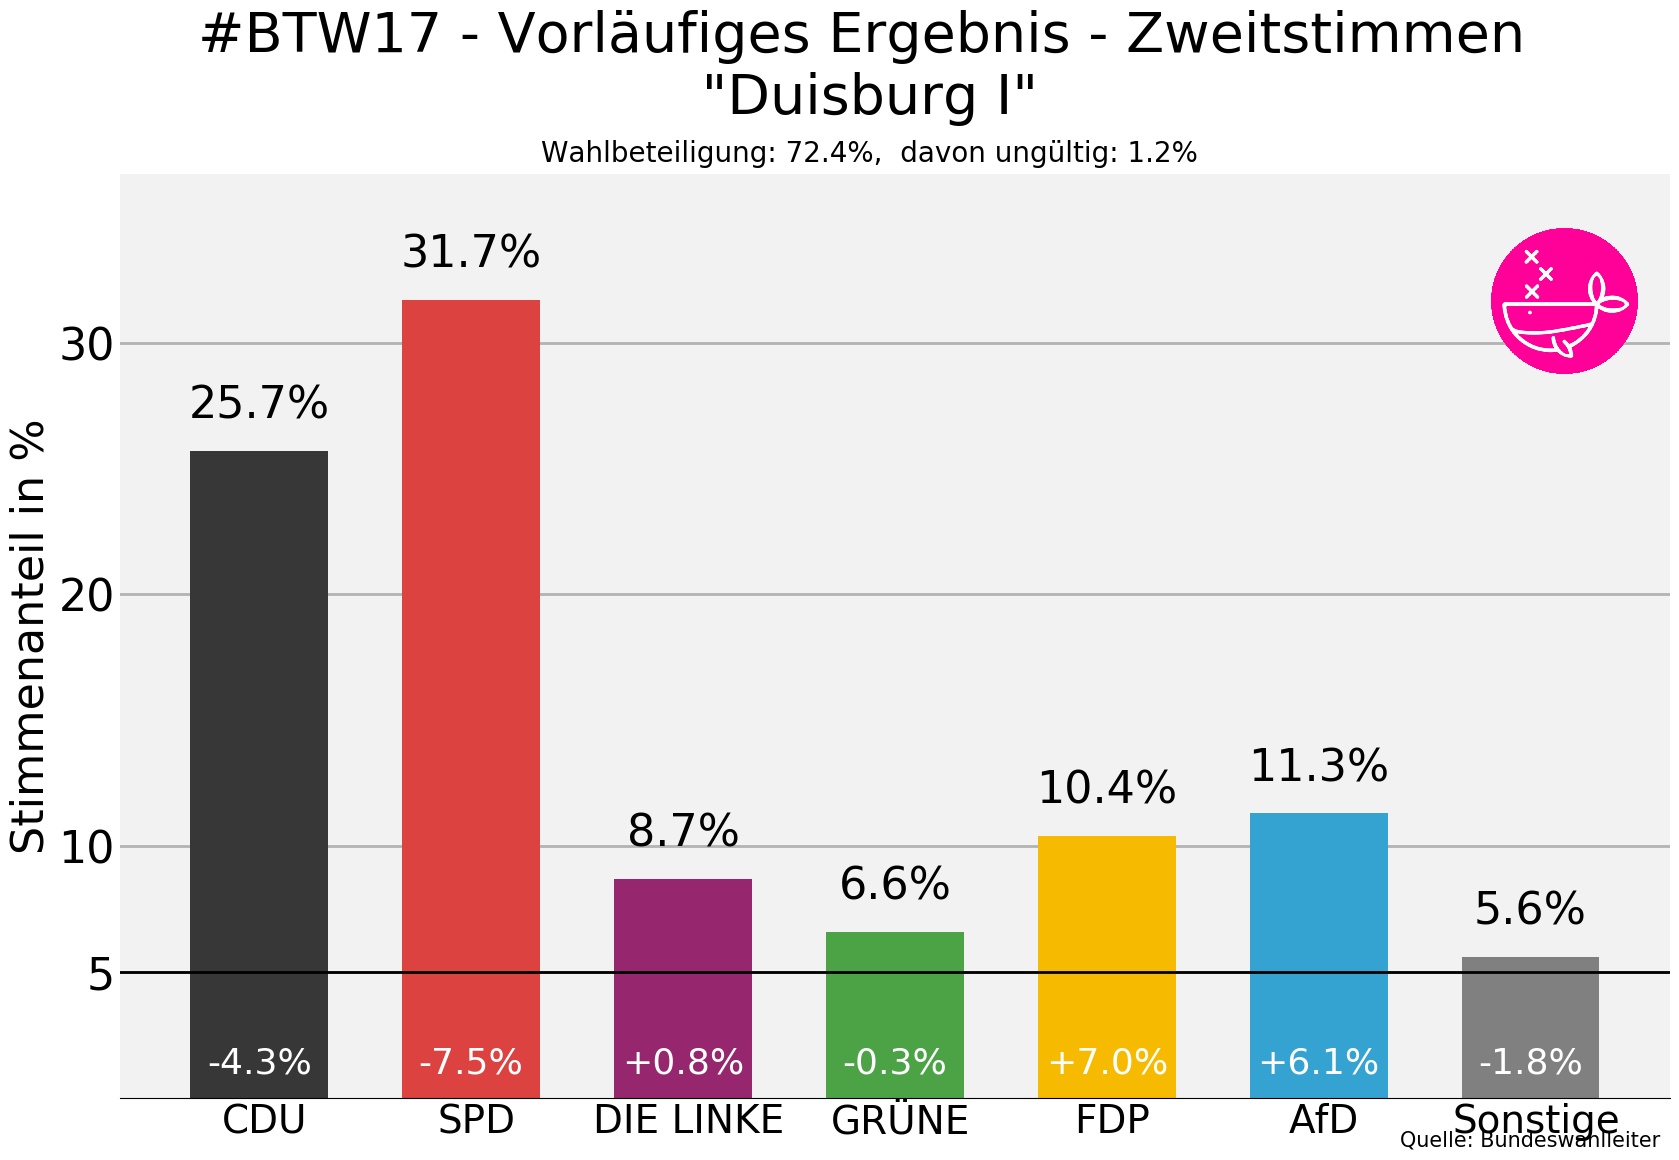 #BTW17 - Vorläufiges Ergebnis - Zweitstimmen
"Duisburg I"
Wahlbeteiligung: 72.4%,  davon ungültig: 1.2%
Stimmenanteil in %
30
20
10
5
25.7%
31.7%
8.7%
6.6%
10.4%
11.3%
5.6%
-4.3%
-7.5%
+0.8%
-0.3%
+7.0%
+6.1%
-1.8%
CDU
SPD
DIE LINKE
GRÜNE
FDP
AfD
Sonstige
Quelle: Bundeswahlleiter